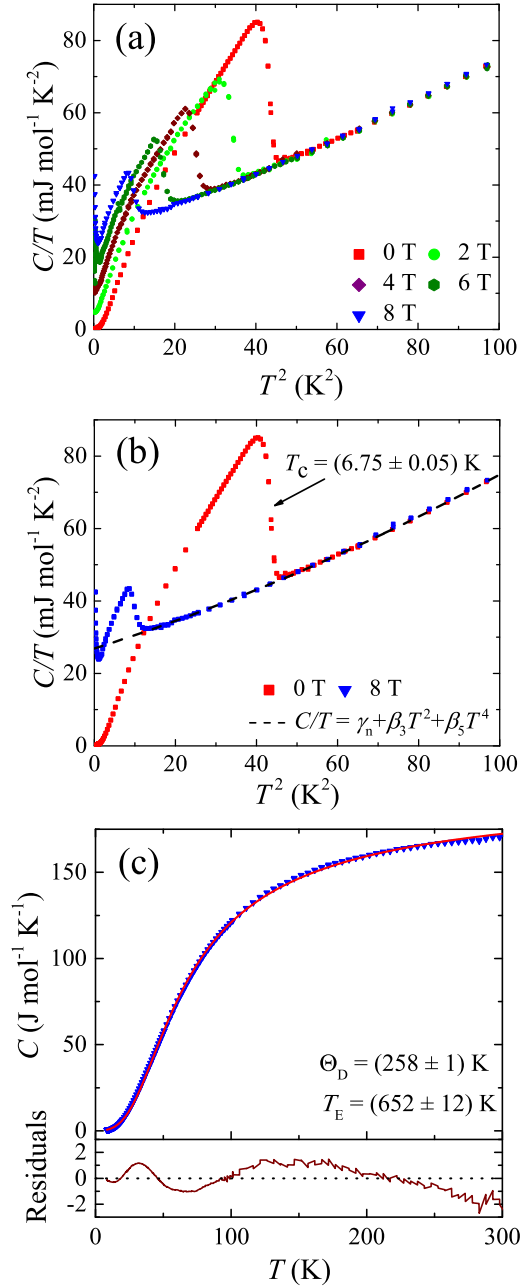 (a)
C/T (mJ mol⁻¹ K⁻²)
80
60
40
20
0
0 T 2 T
4 T 6 T
8 T
0 20 40 60 80 100
T² (K²)
(b)
C/T (mJ mol⁻¹ K⁻²)
80
60
40
20
0
T_c = (6.75 ± 0.05) K
0 T 8 T
C/T = γₙ+β₃T²+β₅T⁴
0 20 40 60 80 100
T² (K²)
(c)
C (J mol⁻¹ K⁻¹)
150
100
50
0
Θ_D = (258 ± 1) K
T_E = (652 ± 12) K
Residuals
2
0
-2
0 50 100 150 200 250 300
T (K)